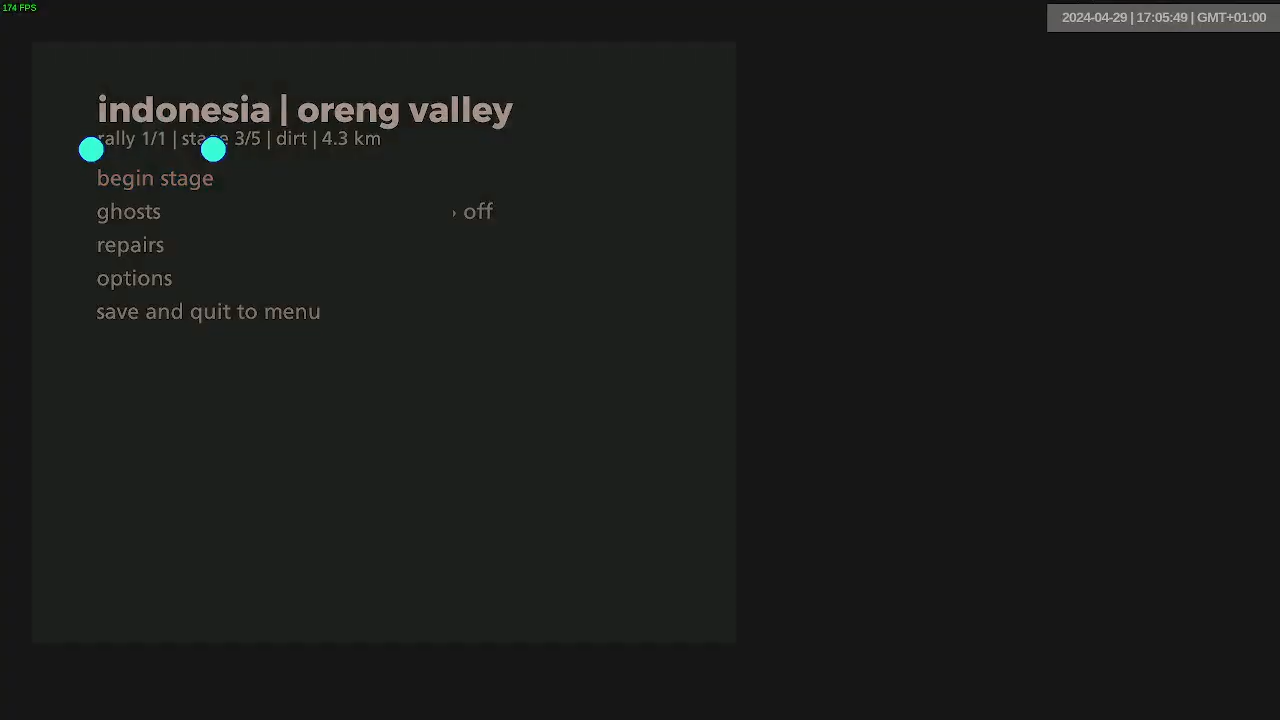 174 FPS
2024-04-29 | 17:05:49 | GMT+01:00
indonesia | oreng valley
rally 1/1 | stage 3/5 | dirt | 4.3 km
begin stage
ghosts › off
repairs
options
save and quit to menu